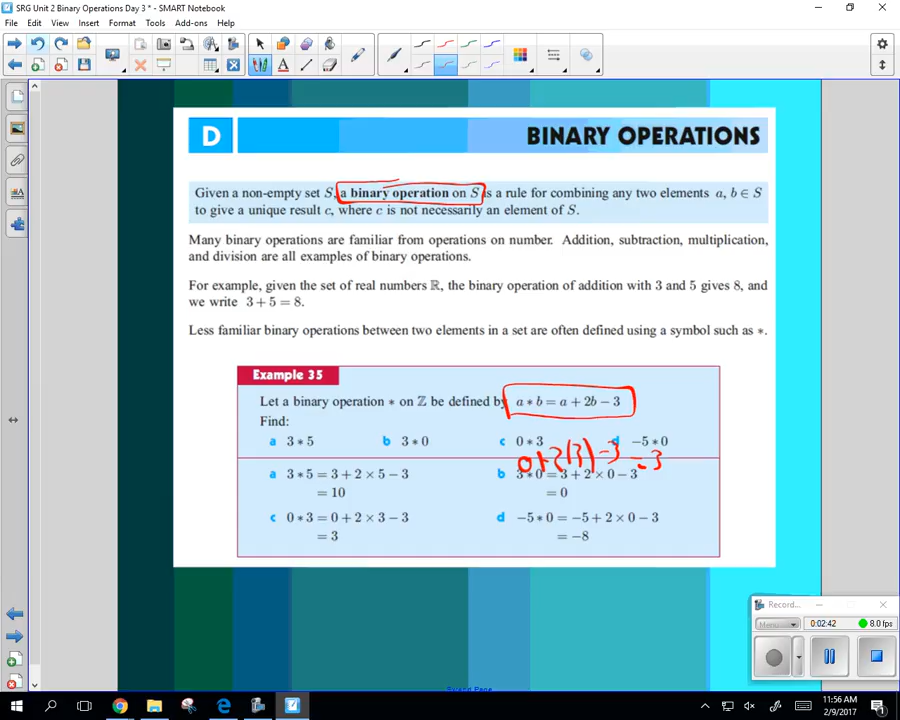 SRG Unit 2 Binary Operations Day 3 * - SMART Notebook
File Edit View Insert Format Tools Add-ons Help
D BINARY OPERATIONS
Given a non-empty set S, a binary operation on S is a rule for combining any two elements a, b ∈ S
to give a unique result c, where c is not necessarily an element of S.
Many binary operations are familiar from operations on number. Addition, subtraction, multiplication,
and division are all examples of binary operations.
For example, given the set of real numbers ℝ, the binary operation of addition with 3 and 5 gives 8, and
we write 3 + 5 = 8.
Less familiar binary operations between two elements in a set are often defined using a symbol such as ∗.
Example 35
Let a binary operation ∗ on ℤ be defined by a ∗ b = a + 2b − 3
Find:
a 3 ∗ 5 b 3 ∗ 0 c 0 ∗ 3 d −5 ∗ 0
0+2(3)-3 = 3
a 3 ∗ 5 = 3 + 2 × 5 − 3 b 3 ∗ 0 = 3 + 2 × 0 − 3
= 10 = 0
c 0 ∗ 3 = 0 + 2 × 3 − 3 d −5 ∗ 0 = −5 + 2 × 0 − 3
= 3 = −8
Record...
Menu 0:02:42 8.0 fps
11:56 AM
2/9/2017